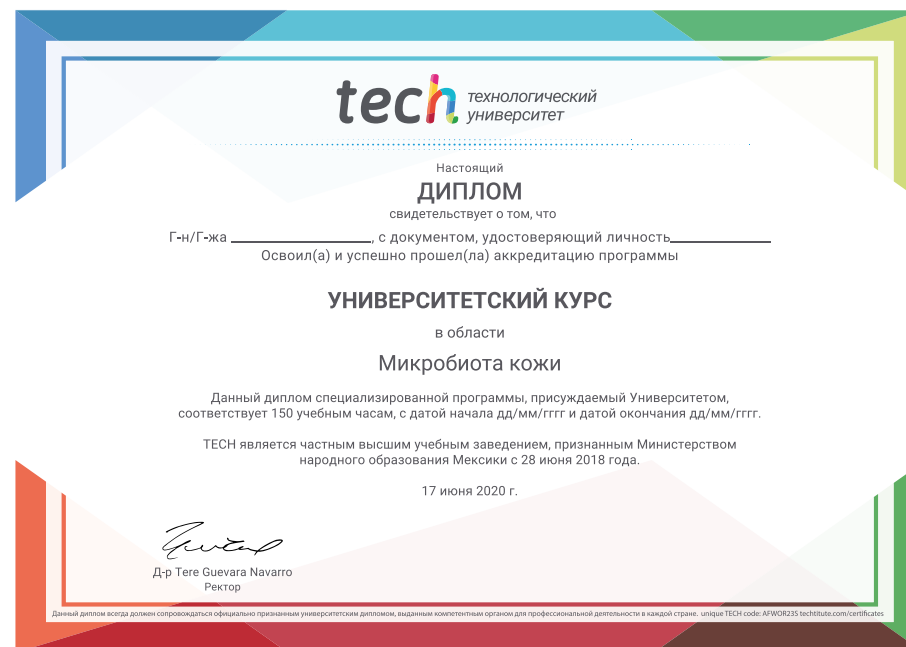 tech технологический
университет
Настоящий
ДИПЛОМ
свидетельствует о том, что
Г-н/Г-жа ____________________, с документом, удостоверяющий личность______________
Освоил(а) и успешно прошел(ла) аккредитацию программы
УНИВЕРСИТЕТСКИЙ КУРС
в области
Микробиота кожи
Данный диплом специализированной программы, присуждаемый Университетом,
соответствует 150 учебным часам, с датой начала дд/мм/гггг и датой окончания дд/мм/гггг.
TECH является частным высшим учебным заведением, признанным Министерством
народного образования Мексики с 28 июня 2018 года.
17 июня 2020 г.
Д-р Tere Guevara Navarro
Ректор
Данный диплом всегда должен сопровождаться официально признанным университетским дипломом, выданным компетентным органом для профессиональной деятельности в каждой стране. unique TECH code: AFWOR23S techtitute.com/certificates